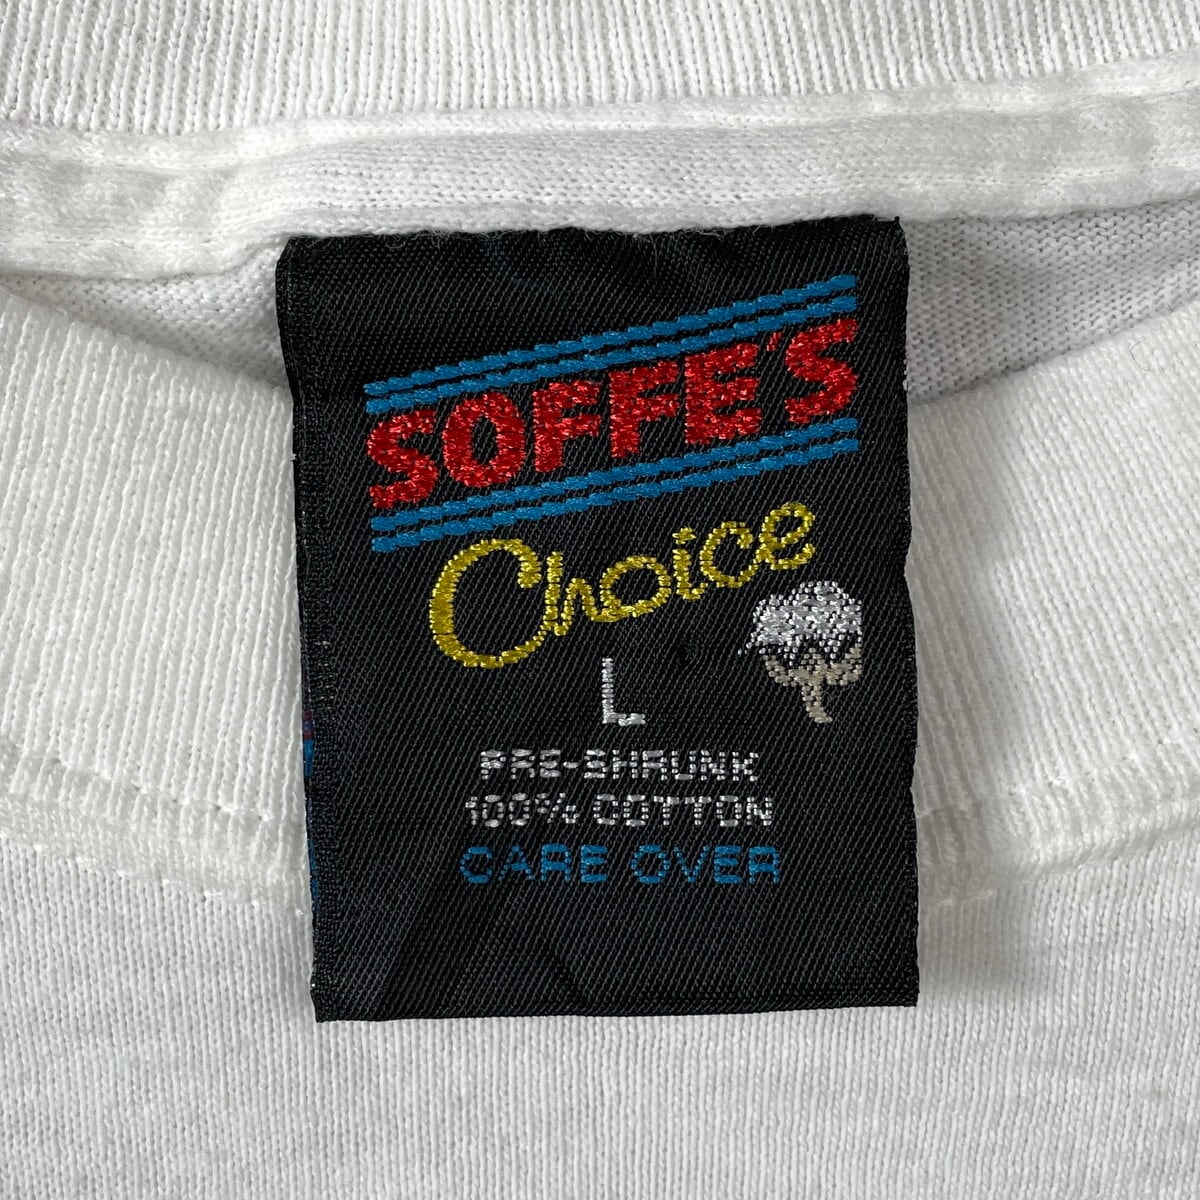 SOFFE'S
Choice
L
PRE-SHRUNK
100% COTTON
CARE OVER